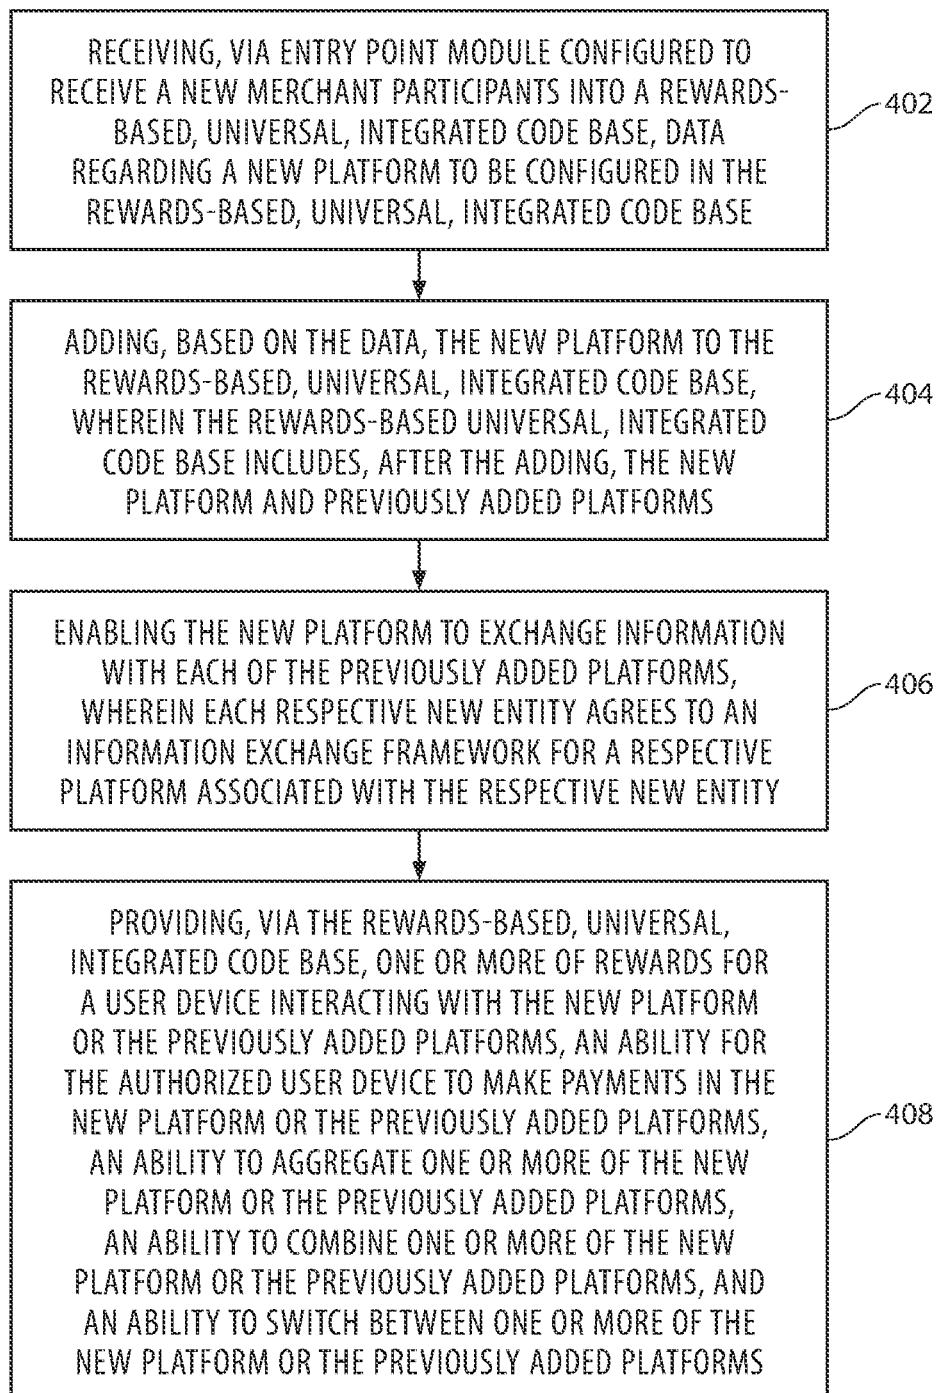 RECEIVING, VIA ENTRY POINT MODULE CONFIGURED TO
RECEIVE A NEW MERCHANT PARTICIPANTS INTO A REWARDS-
BASED, UNIVERSAL, INTEGRATED CODE BASE, DATA
REGARDING A NEW PLATFORM TO BE CONFIGURED IN THE
REWARDS-BASED, UNIVERSAL, INTEGRATED CODE BASE
402
ADDING, BASED ON THE DATA, THE NEW PLATFORM TO THE
REWARDS-BASED, UNIVERSAL, INTEGRATED CODE BASE,
WHEREIN THE REWARDS-BASED UNIVERSAL, INTEGRATED
CODE BASE INCLUDES, AFTER THE ADDING, THE NEW
PLATFORM AND PREVIOUSLY ADDED PLATFORMS
404
ENABLING THE NEW PLATFORM TO EXCHANGE INFORMATION
WITH EACH OF THE PREVIOUSLY ADDED PLATFORMS,
WHEREIN EACH RESPECTIVE NEW ENTITY AGREES TO AN
INFORMATION EXCHANGE FRAMEWORK FOR A RESPECTIVE
PLATFORM ASSOCIATED WITH THE RESPECTIVE NEW ENTITY
406
PROVIDING, VIA THE REWARDS-BASED, UNIVERSAL,
INTEGRATED CODE BASE, ONE OR MORE OF REWARDS FOR
A USER DEVICE INTERACTING WITH THE NEW PLATFORM
OR THE PREVIOUSLY ADDED PLATFORMS, AN ABILITY FOR
THE AUTHORIZED USER DEVICE TO MAKE PAYMENTS IN THE
NEW PLATFORM OR THE PREVIOUSLY ADDED PLATFORMS,
AN ABILITY TO AGGREGATE ONE OR MORE OF THE NEW
PLATFORM OR THE PREVIOUSLY ADDED PLATFORMS,
AN ABILITY TO COMBINE ONE OR MORE OF THE NEW
PLATFORM OR THE PREVIOUSLY ADDED PLATFORMS, AND
AN ABILITY TO SWITCH BETWEEN ONE OR MORE OF THE
NEW PLATFORM OR THE PREVIOUSLY ADDED PLATFORMS
408